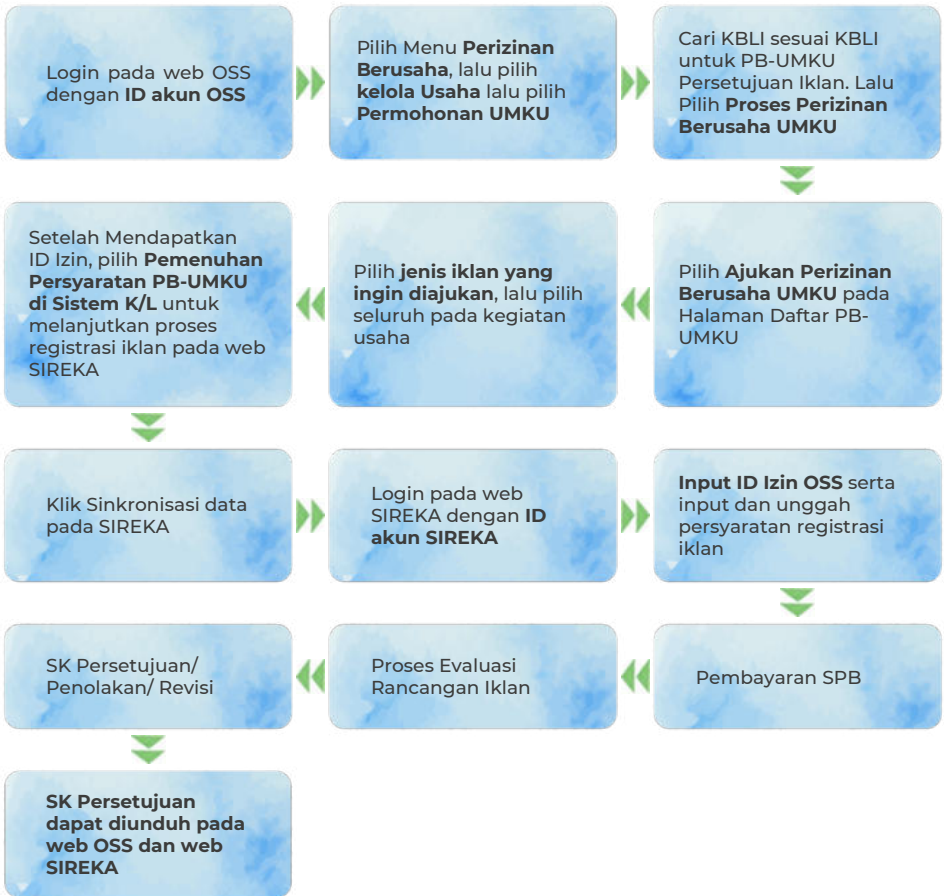 Login pada web OSS
dengan ID akun OSS
Pilih Menu Perizinan
Berusaha, lalu pilih
kelola Usaha lalu pilih
Permohonan UMKU
Cari KBLI sesuai KBLI
untuk PB-UMKU
Persetujuan Iklan. Lalu
Pilih Proses Perizinan
Berusaha UMKU
Pilih Ajukan Perizinan
Berusaha UMKU pada
Halaman Daftar PB-
UMKU
Pilih jenis iklan yang
ingin diajukan, lalu pilih
seluruh pada kegiatan
usaha
Setelah Mendapatkan
ID Izin, pilih Pemenuhan
Persyaratan PB-UMKU
di Sistem K/L untuk
melanjutkan proses
registrasi iklan pada web
SIREKA
Klik Sinkronisasi data
pada SIREKA
Login pada web
SIREKA dengan ID
akun SIREKA
Input ID Izin OSS serta
input dan unggah
persyaratan registrasi
iklan
Pembayaran SPB
Proses Evaluasi
Rancangan Iklan
SK Persetujuan/
Penolakan/ Revisi
SK Persetujuan
dapat diunduh pada
web OSS dan web
SIREKA